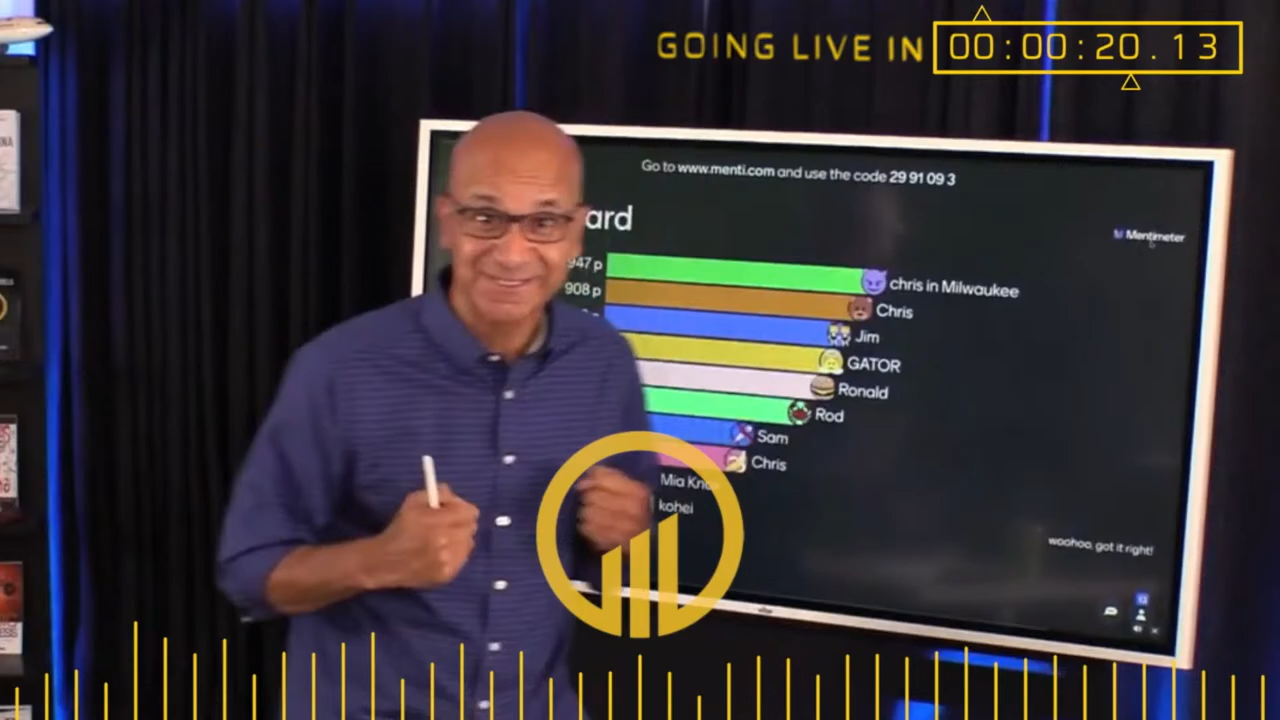 GOING LIVE IN 00:00:20.13
Go to www.menti.com and use the code 29 91 09 3
ard
Mentimeter
947 p chris in Milwaukee
908 p Chris
Jim
GATOR
Ronald
Rod
Sam
Chris
Mia Kno
kohei
woohoo, got it right!